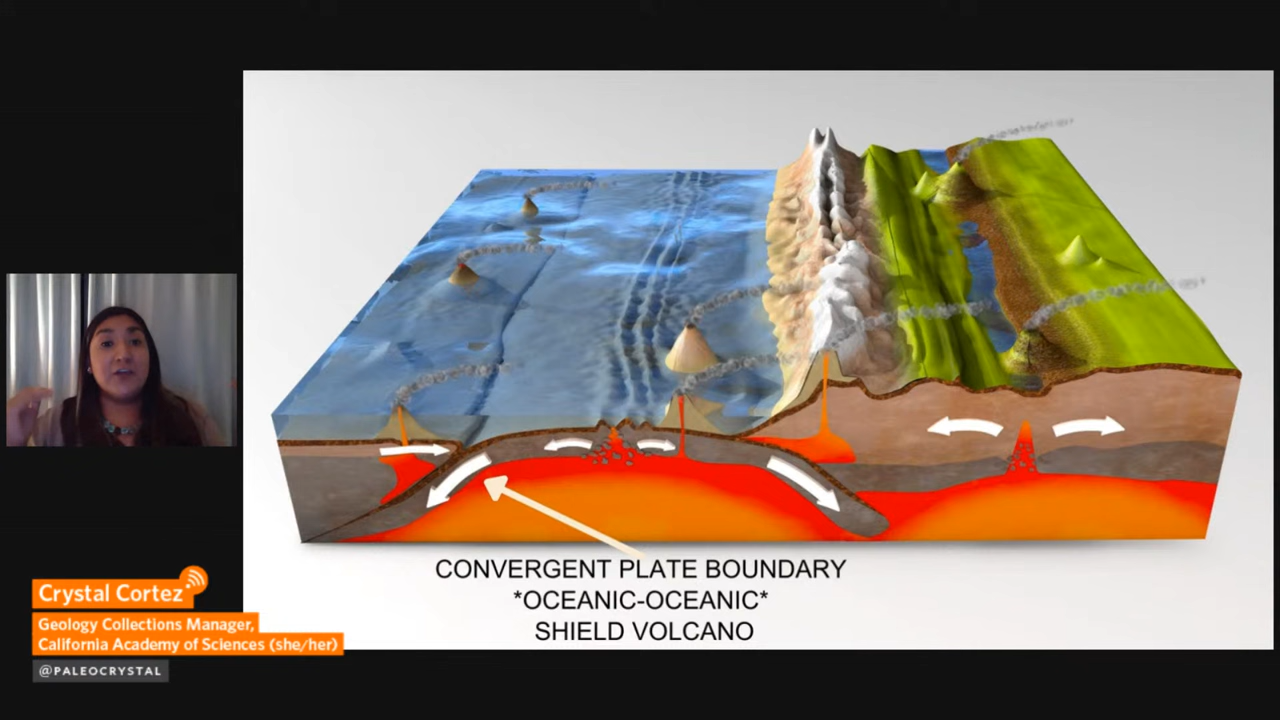 CONVERGENT PLATE BOUNDARY
*OCEANIC-OCEANIC*
SHIELD VOLCANO
Crystal Cortez
Geology Collections Manager,
California Academy of Sciences (she/her)
@PALEOCRYSTAL